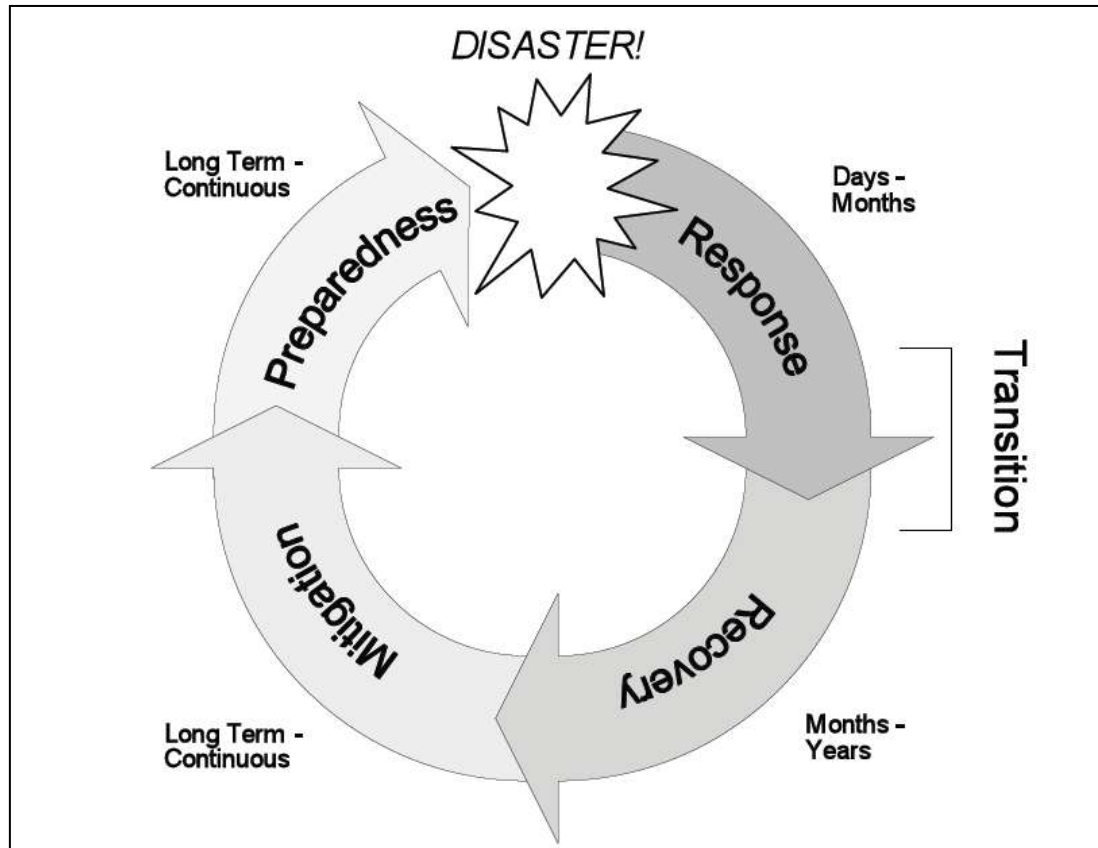 DISASTER!
Long Term -
Continuous
Days -
Months
Preparedness
Response
Transition
Mitigation
Recovery
Long Term -
Continuous
Months -
Years